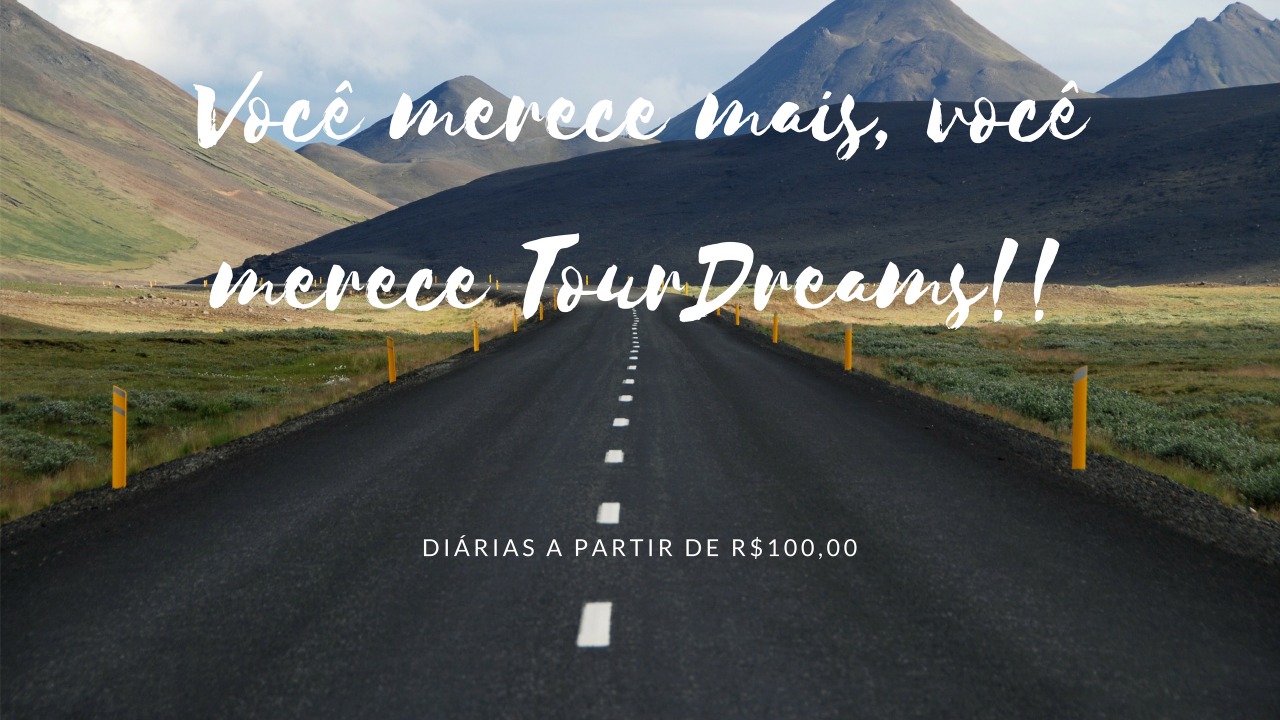 Você merece mais, você
merece TourDreams!!
DIÁRIAS A PARTIR DE R$100,00